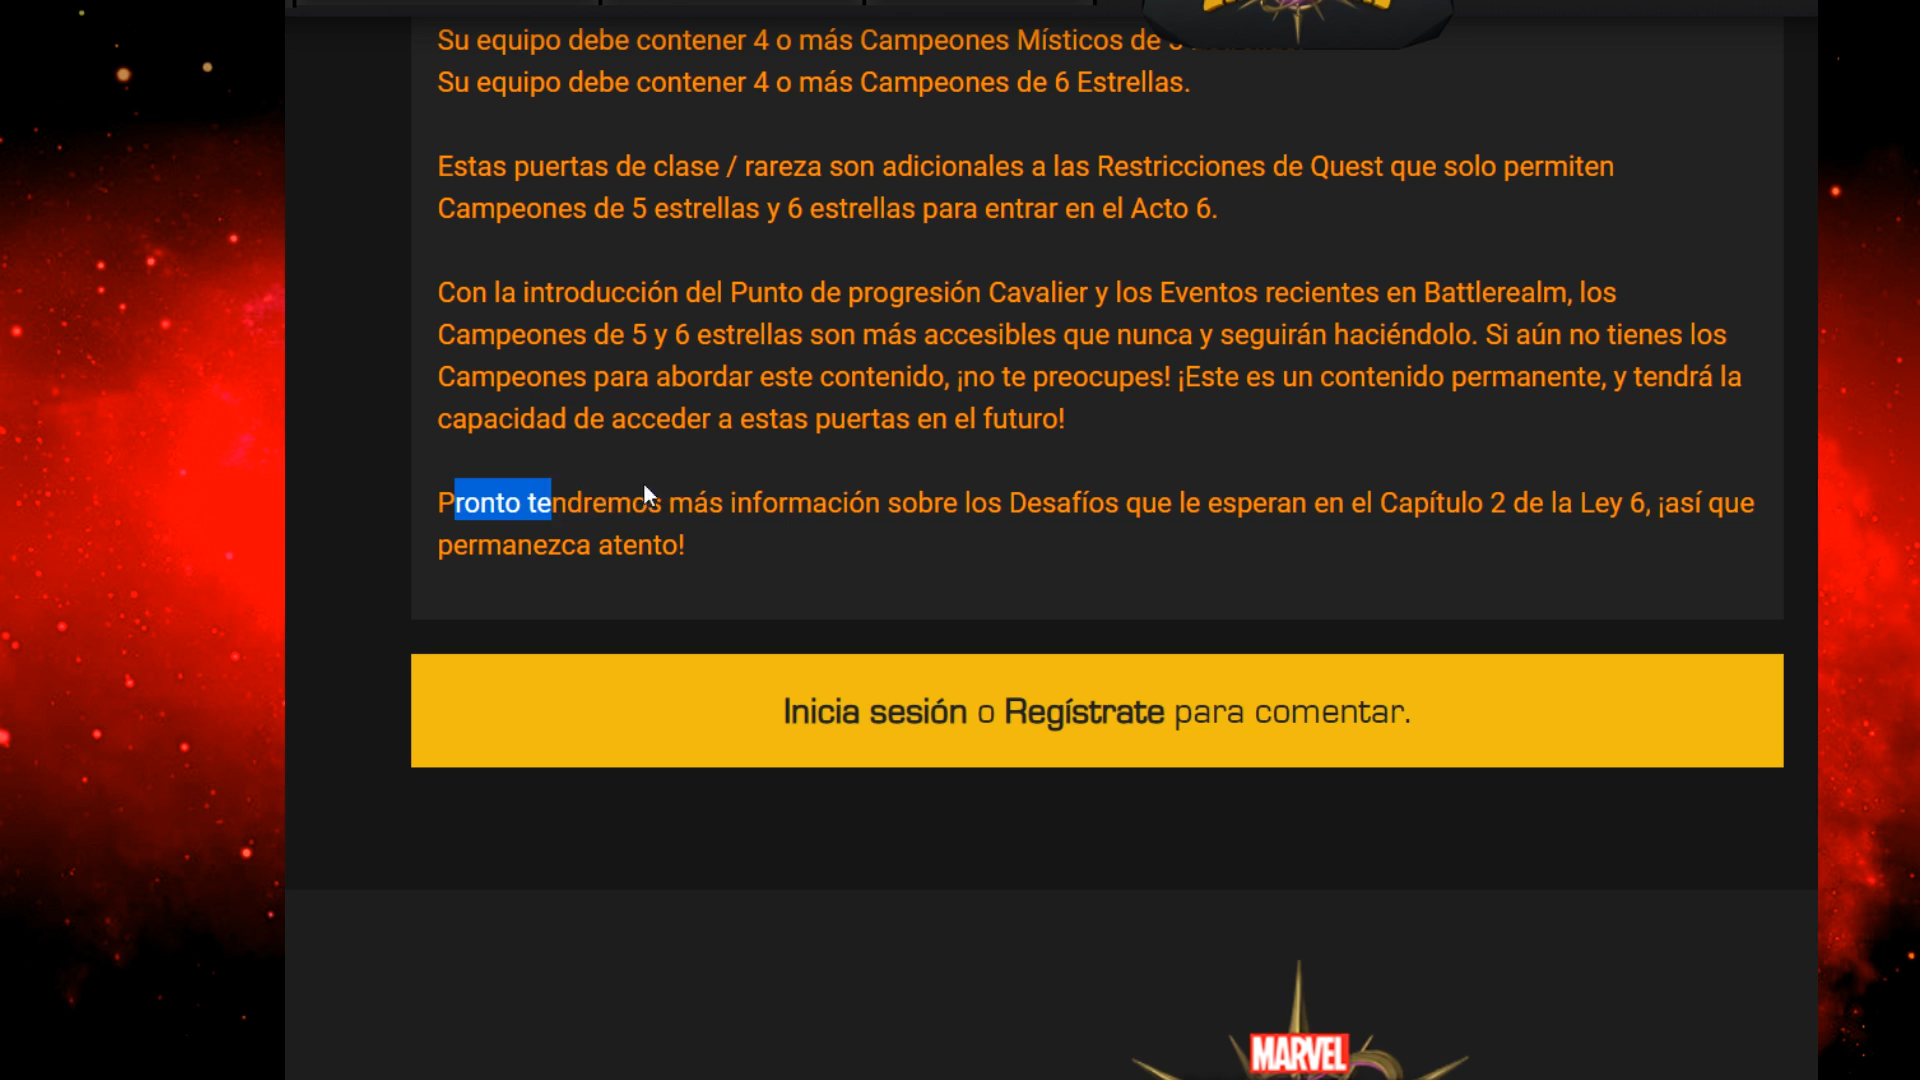 Su equipo debe contener 4 o más Campeones Místicos de
Su equipo debe contener 4 o más Campeones de 6 Estrellas.
Estas puertas de clase / rareza son adicionales a las Restricciones de Quest que solo permiten
Campeones de 5 estrellas y 6 estrellas para entrar en el Acto 6.
Con la introducción del Punto de progresión Cavalier y los Eventos recientes en Battlerealm, los
Campeones de 5 y 6 estrellas son más accesibles que nunca y seguirán haciéndolo. Si aún no tienes los
Campeones para abordar este contenido, ¡no te preocupes! ¡Este es un contenido permanente, y tendrá la
capacidad de acceder a estas puertas en el futuro!
Pronto tendremos más información sobre los Desafíos que le esperan en el Capítulo 2 de la Ley 6, ¡así que
permanezca atento!
Inicia sesión o Regístrate para comentar.
MARVEL